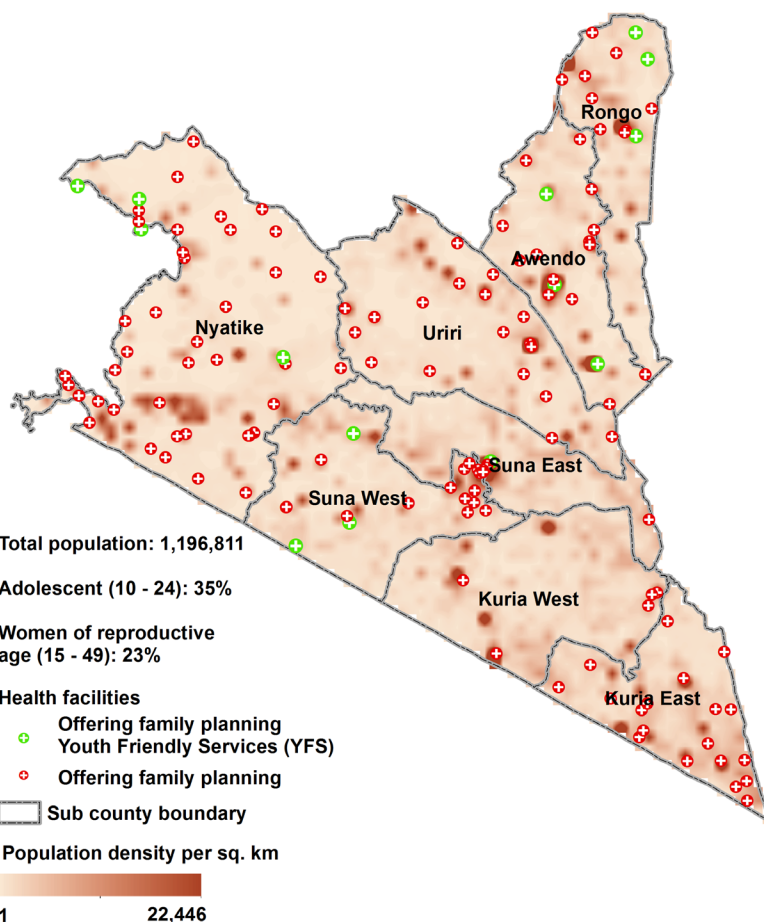 Rongo
Awendo
Nyatike
Uriri
Suna East
Suna West
Kuria West
Kuria East
Total population: 1,196,811
Adolescent (10 - 24): 35%
Women of reproductive
age (15 - 49): 23%
Health facilities
Offering family planning
Youth Friendly Services (YFS)
Offering family planning
Sub county boundary
Population density per sq. km
1
22,446